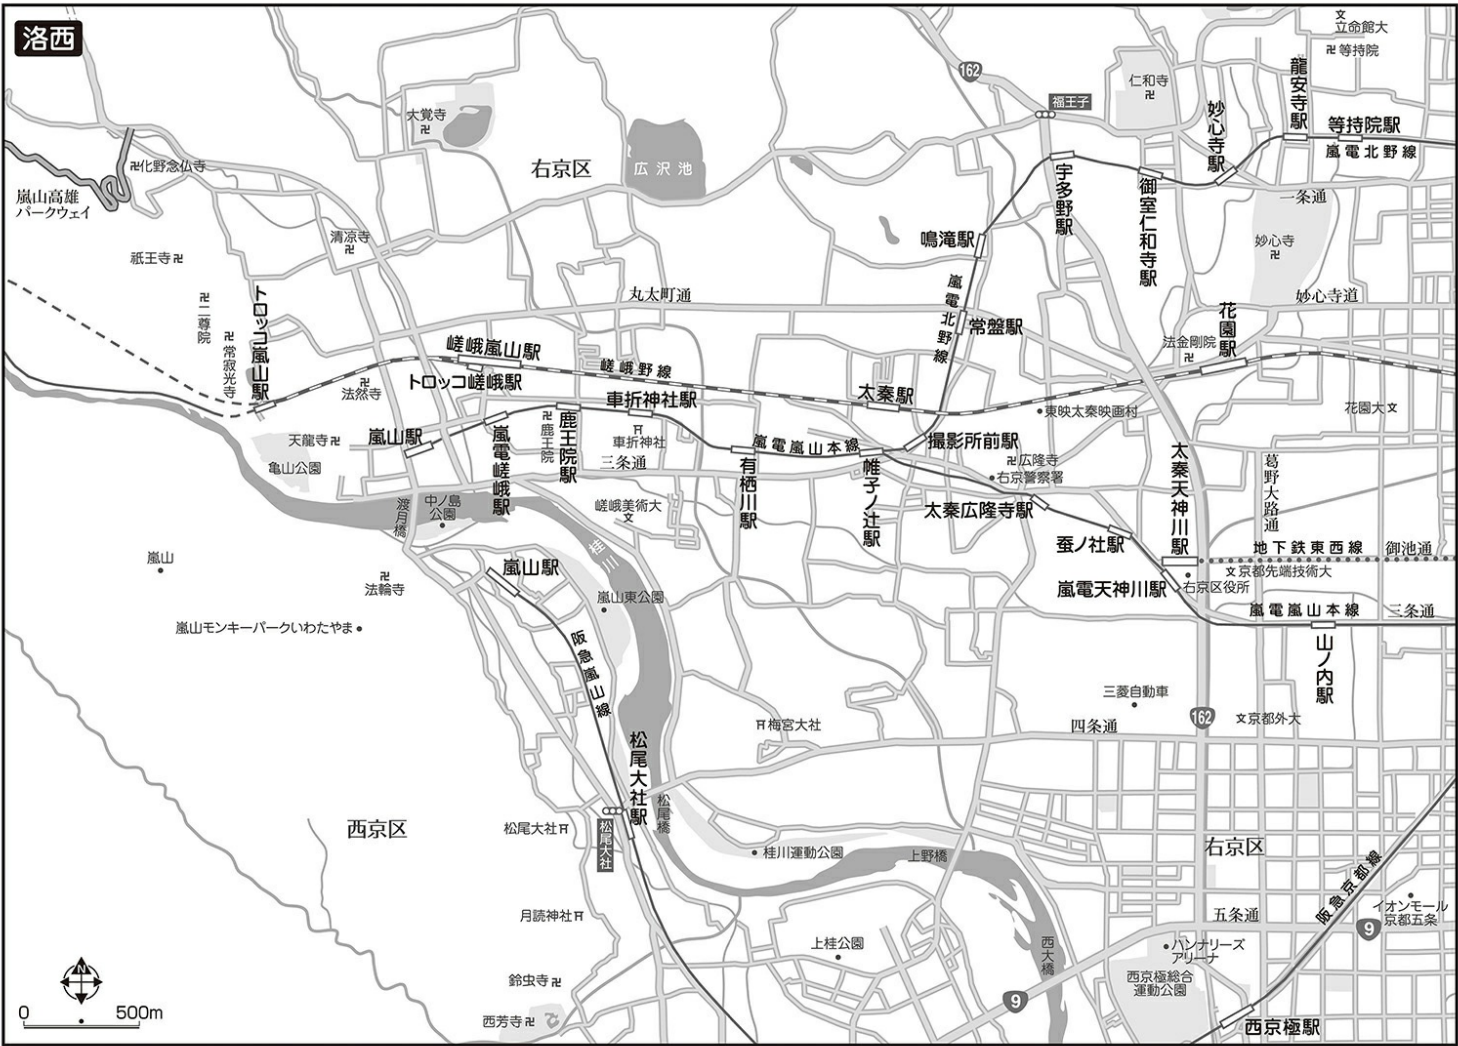 洛西
立命館大
等持院
162
福王子
仁和寺
龍安寺駅
妙心寺駅
等持院駅
嵐電北野線
大覚寺
化野念仏寺
嵐山高雄
パークウェイ
右京区
広沢池
宇多野駅
御室仁和寺駅
一条通
清凉寺
祇王寺
鳴滝駅
妙心寺
二尊院
トロッコ嵐山駅
丸太町通
嵐電北野線
常盤駅
花園駅
妙心寺道
法金剛院
常寂光寺
嵯峨嵐山駅
トロッコ嵯峨駅
嵯峨野線
太秦駅
法然寺
車折神社駅
東映太秦映画村
花園大
天龍寺
嵐山駅
嵐電嵯峨駅
鹿王院
鹿王院駅
車折神社
三条通
有栖川駅
嵐電嵐山本線
帷子ノ辻駅
撮影所前駅
広隆寺
右京警察署
太秦天神川駅
葛野大路通
亀山公園
渡月橋
中ノ島
公園
嵯峨美術大
太秦広隆寺駅
蚕ノ社駅
地下鉄東西線
御池通
京都先端技術大
右京区役所
嵐電天神川駅
嵐電嵐山本線
三条通
山ノ内駅
嵐山
法輪寺
嵐山駅
桂川
嵐山東公園
嵐山モンキーパークいわたやま
阪急嵐山線
三菱自動車
162
京都外大
梅宮大社
四条通
松尾大社駅
松尾橋
西京区
松尾大社
松尾大社
桂川運動公園
上野橋
右京区
阪急京都線
月読神社
五条通
イオンモール
京都五条
9
上桂公園
西大橋
ハンナリーズ
アリーナ
西京極総合
運動公園
鈴虫寺
9
西芳寺
西京極駅
N
0
500m